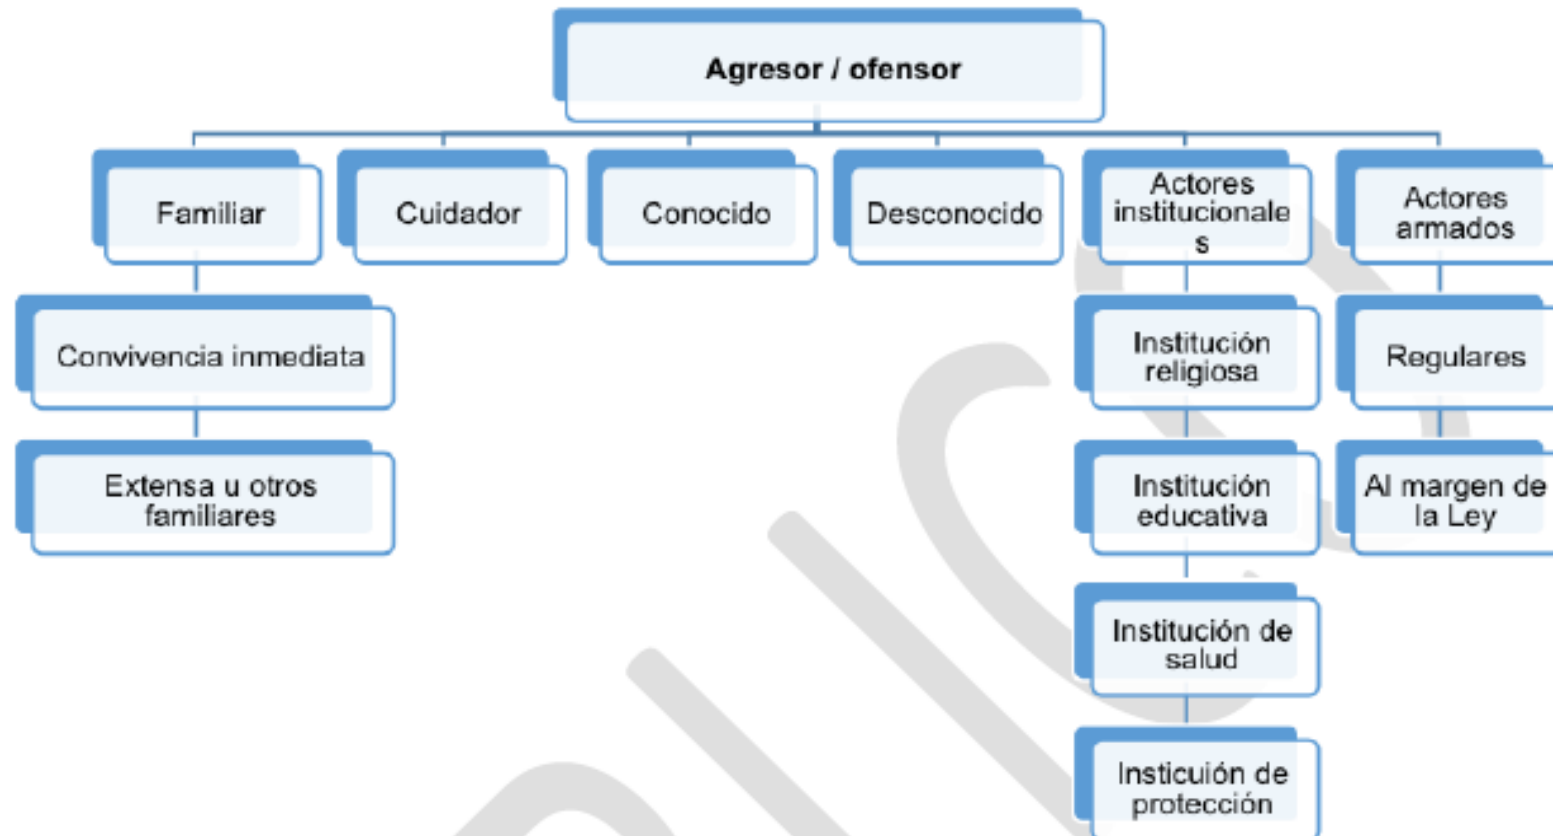 Agresor / ofensor
Familiar
Cuidador
Conocido
Desconocido
Actores
institucionale
s
Actores
armados
Convivencia inmediata
Institución
religiosa
Regulares
Extensa u otros
familiares
Institución
educativa
Al margen de
la Ley
Institución de
salud
Insticuión de
protección